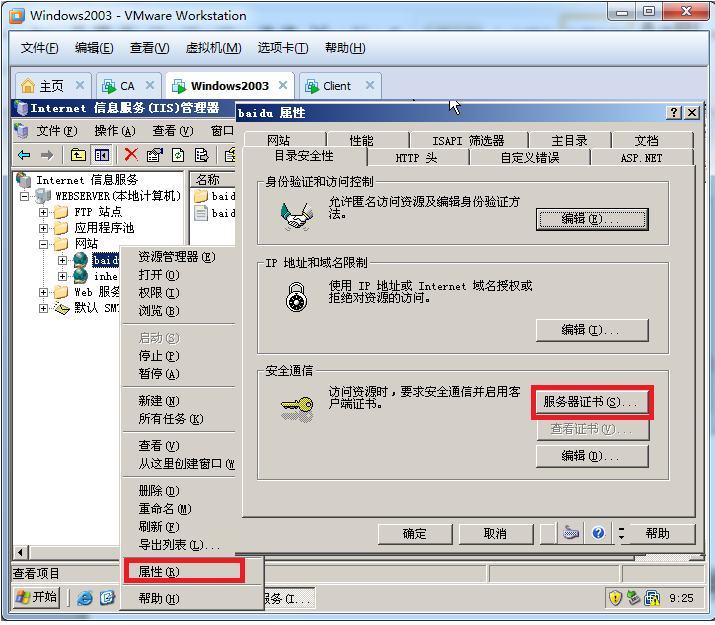 Windows2003 - VMware Workstation
文件(F) 编辑(E) 查看(V) 虚拟机(M) 选项卡(T) 帮助(H)
主页 CA Windows2003 Client
Internet 信息服务(IIS)管理器
文件(F) 操作(A) 查看(V) 窗口
Internet 信息服务
WEBSERVER(本地计算机)
FTP 站点
应用程序池
网站
baid
inhe
Web 服务
默认 SM
名称
baid
baid
资源管理器(E)
打开(O)
权限(I)
浏览(B)
启动(S)
停止(P)
暂停(A)
新建(N)
所有任务(K)
查看(V)
从这里创建窗口(W
删除(D)
重命名(M)
刷新(F)
导出列表(L)...
属性(R)
帮助(H)
baidu 属性
网站 性能 ISAPI 筛选器 主目录 文档
目录安全性 HTTP 头 自定义错误 ASP.NET
身份验证和访问控制
允许匿名访问资源及编辑身份验证方
法。
编辑(E)...
IP 地址和域名限制
使用 IP 地址或 Internet 域名授权或
拒绝对资源的访问。
编辑(I)...
安全通信
访问资源时，要求安全通信并启用客
户端证书。
服务器证书(S)...
查看证书(V)...
编辑(D)...
确定 取消 帮助
查看项目
开始
服务(I...
9:25